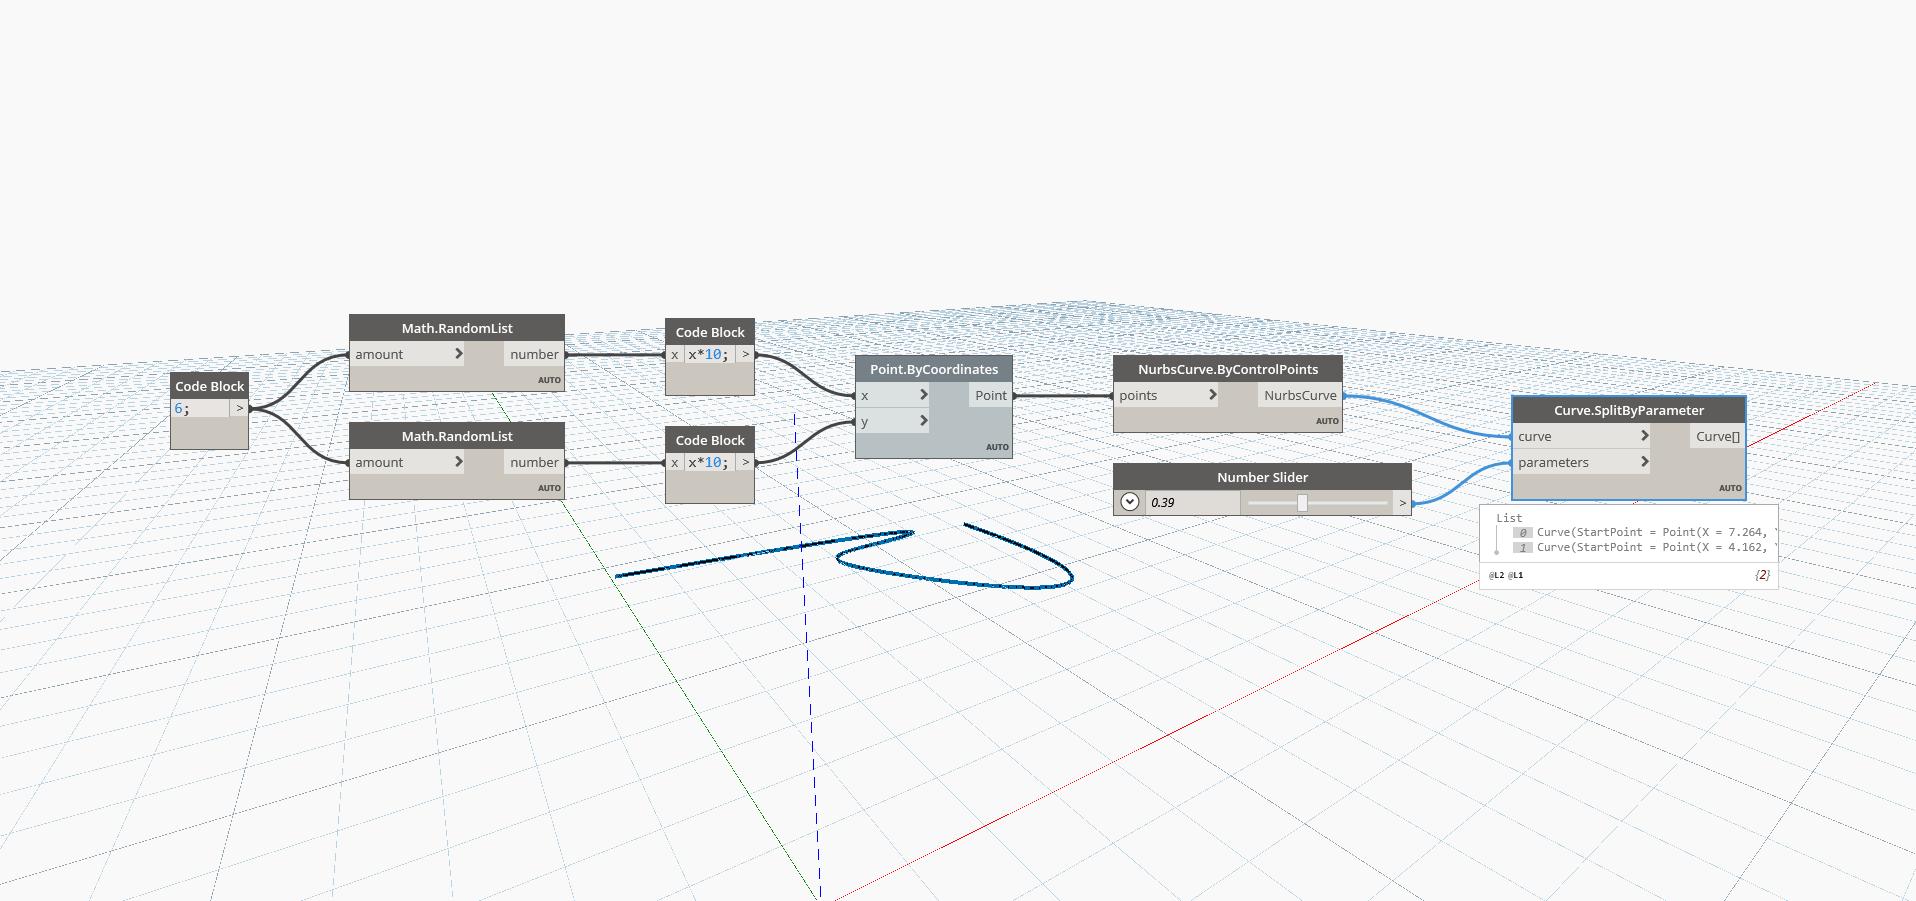 Code Block
6; >
Math.RandomList
amount > number
AUTO
Math.RandomList
amount > number
AUTO
Code Block
x x*10; >
Code Block
x x*10; >
Point.ByCoordinates
x > Point
y >
AUTO
NurbsCurve.ByControlPoints
points > NurbsCurve
AUTO
Number Slider
0.39 >
Curve.SplitByParameter
curve > Curve[]
parameters >
AUTO
List
0 Curve(StartPoint = Point(X = 7.264,
1 Curve(StartPoint = Point(X = 4.162,
@L2 @L1 {2}